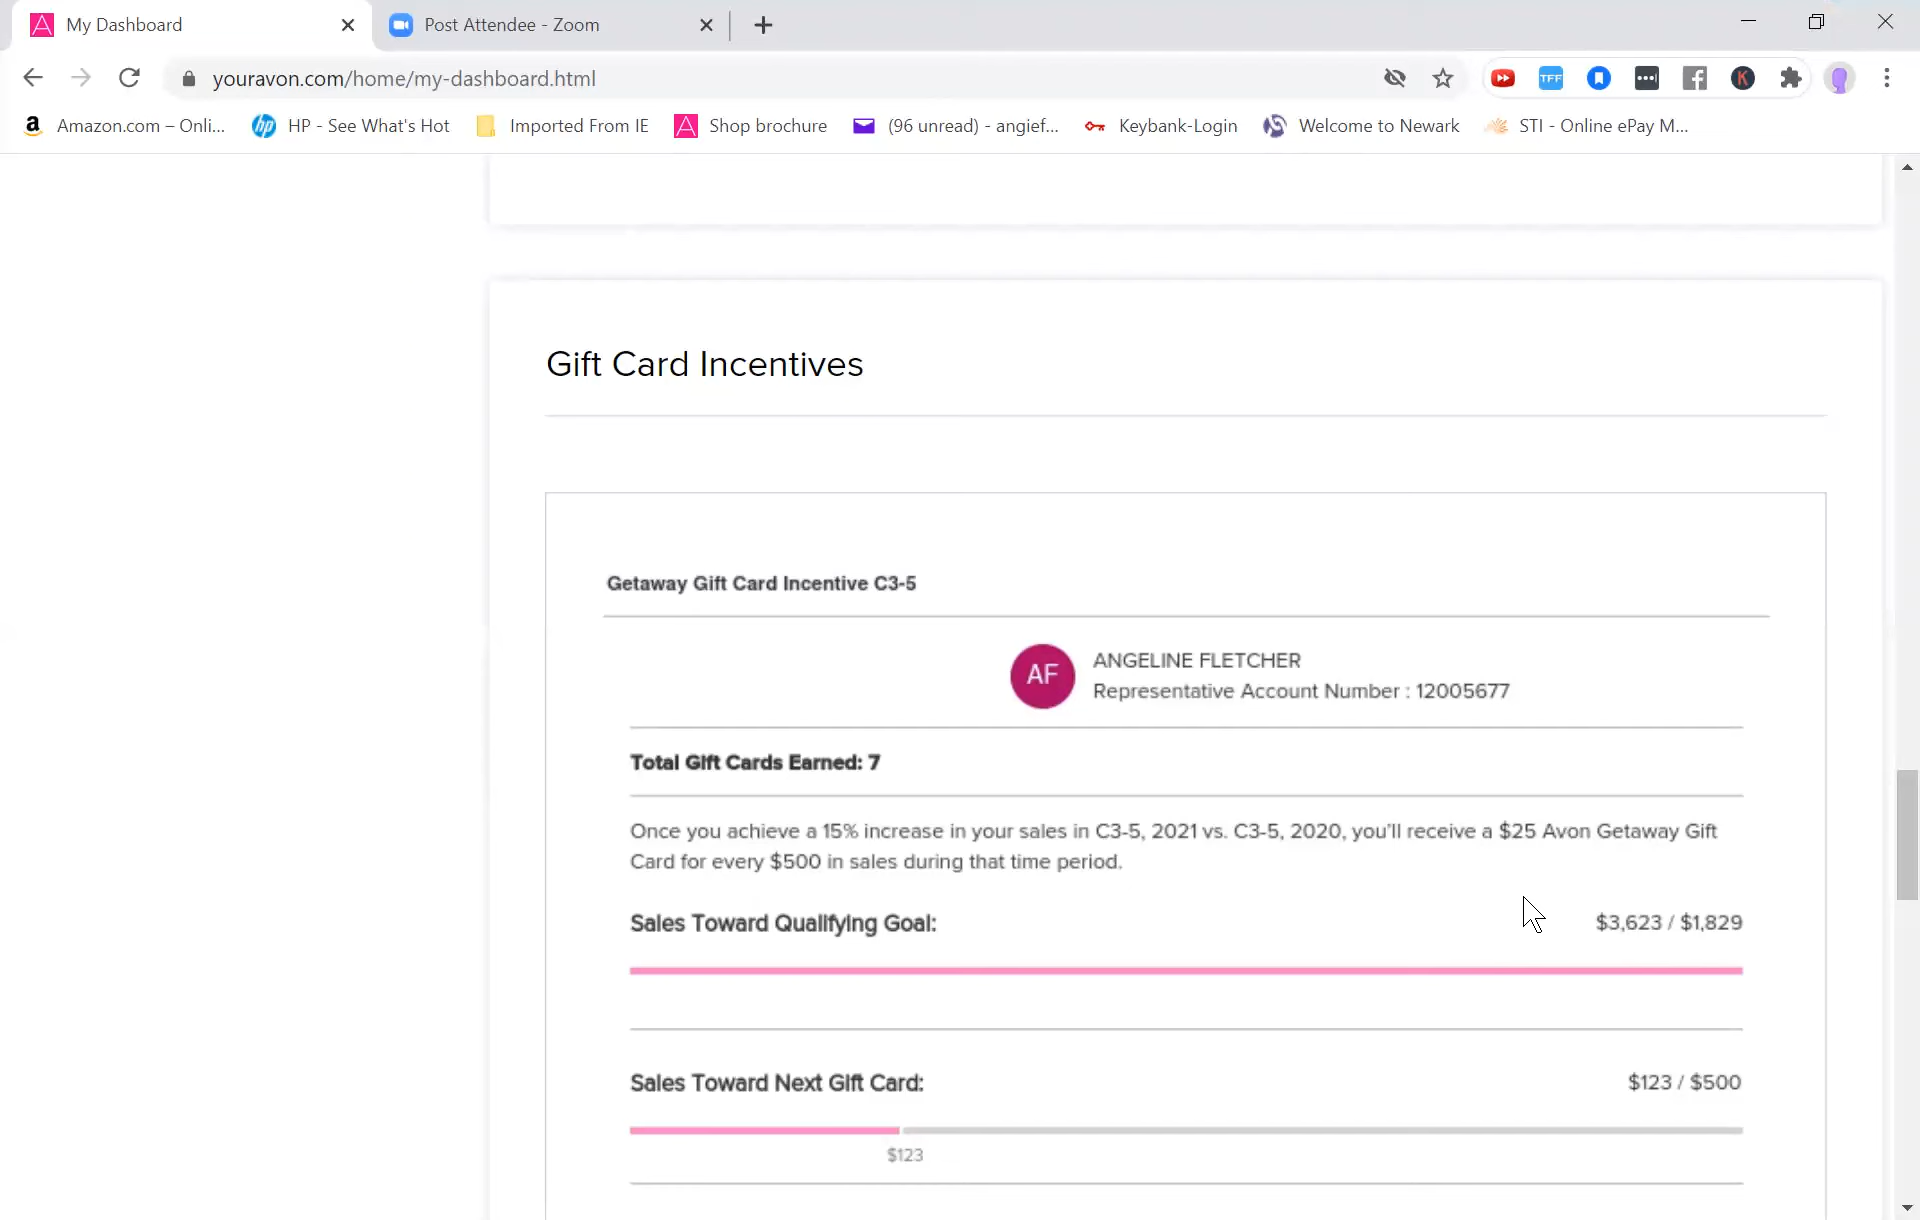 My Dashboard
Post Attendee - Zoom
youravon.com/home/my-dashboard.html
TFF
K
a Amazon.com – Onli...
hp HP - See What's Hot
Imported From IE
Shop brochure
(96 unread) - angief...
Keybank-Login
Welcome to Newark
STI - Online ePay M...
Gift Card Incentives
Getaway Gift Card Incentive C3-5
AF
ANGELINE FLETCHER
Representative Account Number : 12005677
Total Gift Cards Earned: 7
Once you achieve a 15% increase in your sales in C3-5, 2021 vs. C3-5, 2020, you'll receive a $25 Avon Getaway Gift
Card for every $500 in sales during that time period.
Sales Toward Qualifying Goal:
$3,623 / $1,829
Sales Toward Next Gift Card:
$123 / $500
$123